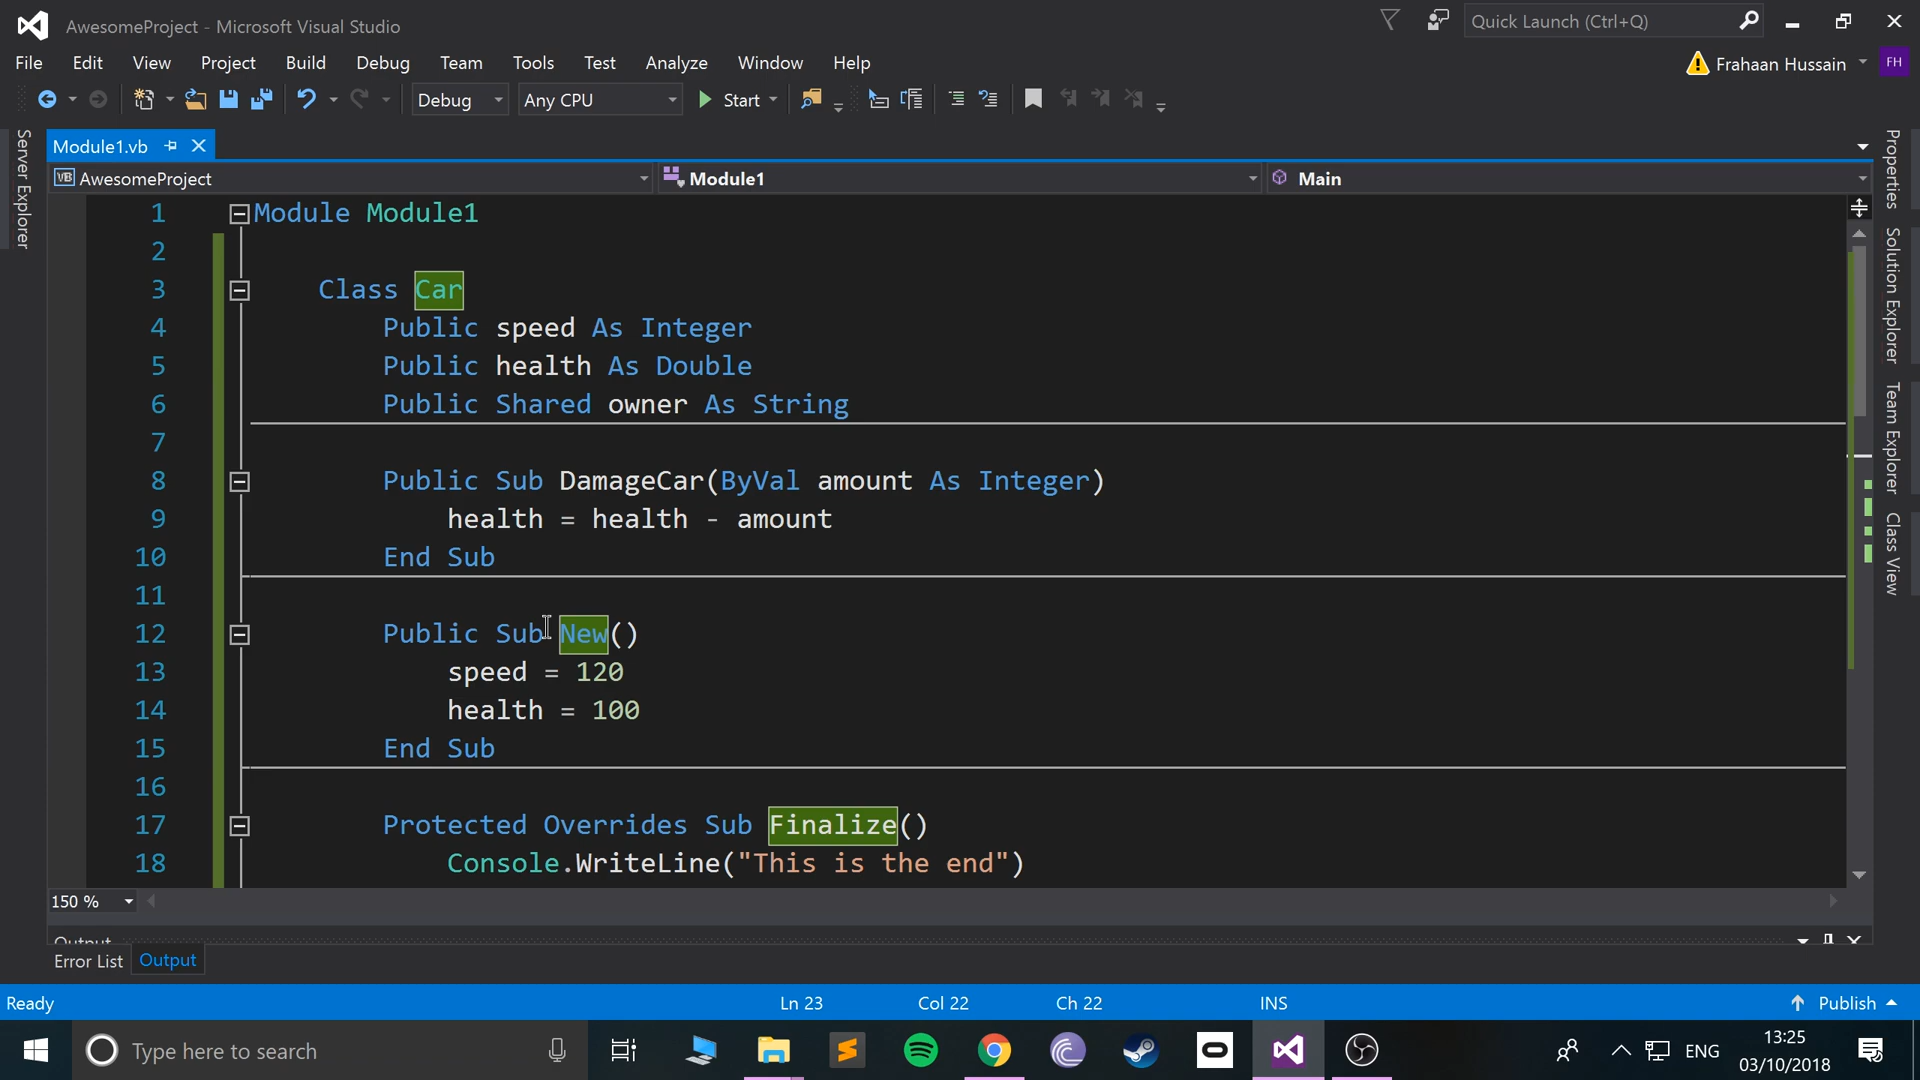 AwesomeProject - Microsoft Visual Studio
Quick Launch (Ctrl+Q)
File Edit View Project Build Debug Team Tools Test Analyze Window Help
Frahaan Hussain FH
Debug Any CPU Start
Server Explorer
Module1.vb
AwesomeProject Module1 Main
VB
1 Module Module1
2
3 Class Car
4 Public speed As Integer
5 Public health As Double
6 Public Shared owner As String
7
8 Public Sub DamageCar(ByVal amount As Integer)
9 health = health - amount
10 End Sub
11
12 Public Sub New()
13 speed = 120
14 health = 100
15 End Sub
16
17 Protected Overrides Sub Finalize()
18 Console.WriteLine("This is the end")
Properties
Solution Explorer
Team Explorer
Class View
150 %
Output
Error List Output
Ready Ln 23 Col 22 Ch 22 INS Publish
Type here to search
ENG
13:25
03/10/2018